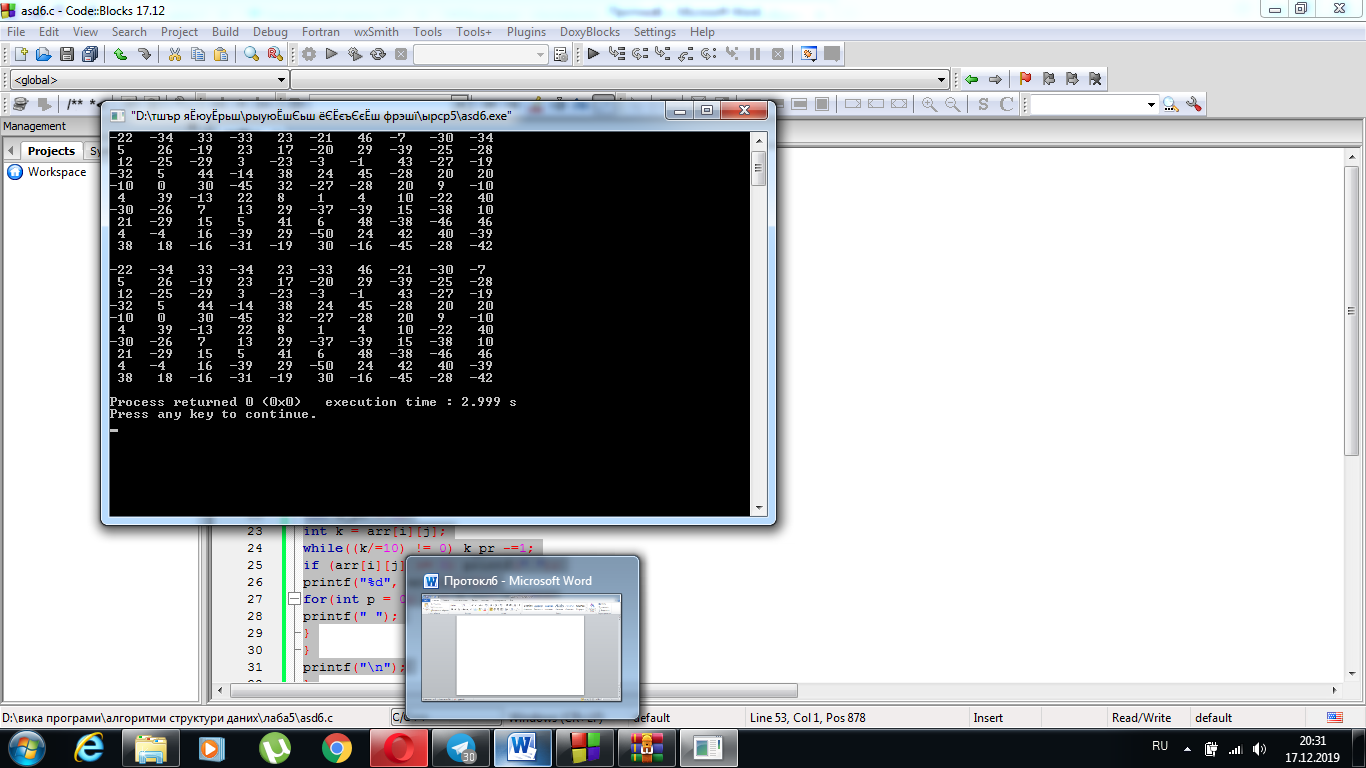 asd6.c - Code::Blocks 17.12
File Edit View Search Project Build Debug Fortran wxSmith Tools Tools+ Plugins DoxyBlocks Settings Help
<global>
/** *
S C
Management
Projects Sy
Workspace
"D:\тшър яЁюуЁрьш\рыуюЁшЄьш ёЄЁєъЄєЁш фрэшї\ырср5\asd6.exe"
-22 -34 33 -33 23 -21 46 -7 -30 -34
5 26 -19 23 17 -20 29 -39 -25 -28
12 -25 -29 3 -23 -3 -1 43 -27 -19
-32 5 44 -14 38 24 45 -28 20 20
-10 0 30 -45 32 -27 -28 20 9 -10
4 39 -13 22 8 1 4 10 -22 40
-30 -26 7 13 29 -37 -39 15 -38 10
21 -29 15 5 41 6 48 -38 -46 46
4 -4 16 -39 29 -50 24 42 40 -39
38 18 -16 -31 -19 30 -16 -45 -28 -42
-22 -34 33 -34 23 -33 46 -21 -30 -7
5 26 -19 23 17 -20 29 -39 -25 -28
12 -25 -29 3 -23 -3 -1 43 -27 -19
-32 5 44 -14 38 24 45 -28 20 20
-10 0 30 -45 32 -27 -28 20 9 -10
4 39 -13 22 8 1 4 10 -22 40
-30 -26 7 13 29 -37 -39 15 -38 10
21 -29 15 5 41 6 48 -38 -46 46
4 -4 16 -39 29 -50 24 42 40 -39
38 18 -16 -31 -19 30 -16 -45 -28 -42
Process returned 0 (0x0) execution time : 2.999 s
Press any key to continue.
23 int k = arr[i][j];
24 while((k/=10) != 0) k_pr -=1;
25 if (arr[i][j]
26 printf("%d",
27 for(int p = 0
28 printf(" ");
29 }
30 }
31 printf("\n");
Протокл6 - Microsoft Word
D:\вика програми\алгоритми структури даних\ла6а5\asd6.c
default
Line 53, Col 1, Pos 878
Insert
Read/Write
default
30
RU
20:31
17.12.2019